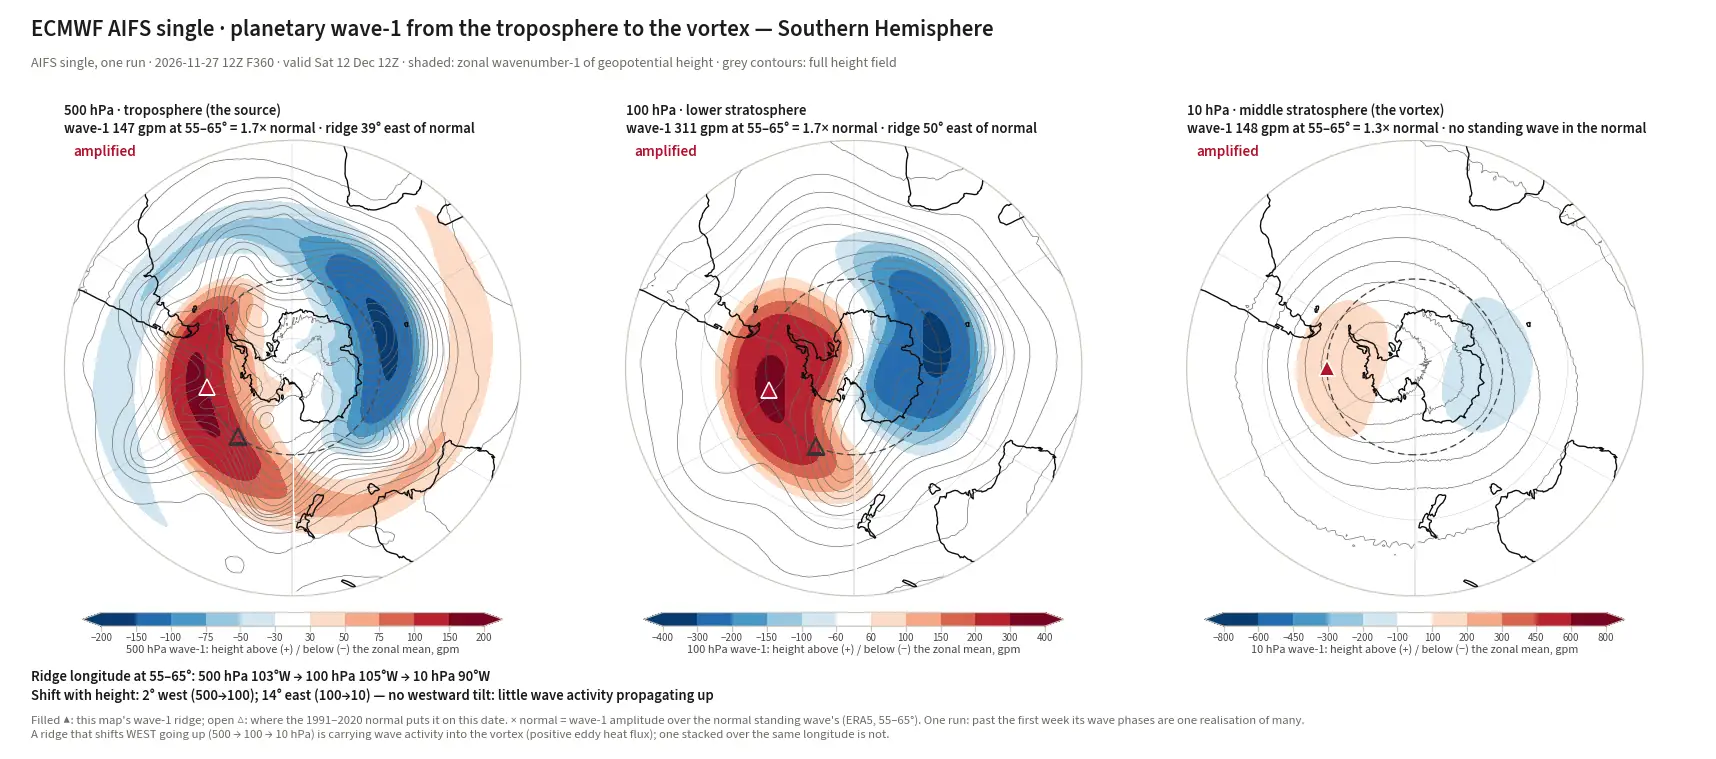 ECMWF AIFS single · planetary wave-1 from the troposphere to the vortex — Southern Hemisphere
AIFS single, one run · 2026-11-27 12Z F360 · valid Sat 12 Dec 12Z · shaded: zonal wavenumber-1 of geopotential height · grey contours: full height field
500 hPa · troposphere (the source)
wave-1 147 gpm at 55–65° = 1.7× normal · ridge 39° east of normal
amplified
100 hPa · lower stratosphere
wave-1 311 gpm at 55–65° = 1.7× normal · ridge 50° east of normal
amplified
10 hPa · middle stratosphere (the vortex)
wave-1 148 gpm at 55–65° = 1.3× normal · no standing wave in the normal
amplified
−200 −150 −100 −75 −50 −30 30 50 75 100 150 200
500 hPa wave-1: height above (+) / below (−) the zonal mean, gpm
−400 −300 −200 −150 −100 −60 60 100 150 200 300 400
100 hPa wave-1: height above (+) / below (−) the zonal mean, gpm
−800 −600 −450 −300 −200 −100 100 200 300 450 600 800
10 hPa wave-1: height above (+) / below (−) the zonal mean, gpm
Ridge longitude at 55–65°: 500 hPa 103°W → 100 hPa 105°W → 10 hPa 90°W
Shift with height: 2° west (500→100); 14° east (100→10) — no westward tilt: little wave activity propagating up
Filled ▲: this map's wave-1 ridge; open △: where the 1991–2020 normal puts it on this date. × normal = wave-1 amplitude over the normal standing wave's (ERA5, 55–65°). One run: past the first week its wave phases are one realisation of many.
A ridge that shifts WEST going up (500 → 100 → 10 hPa) is carrying wave activity into the vortex (positive eddy heat flux); one stacked over the same longitude is not.